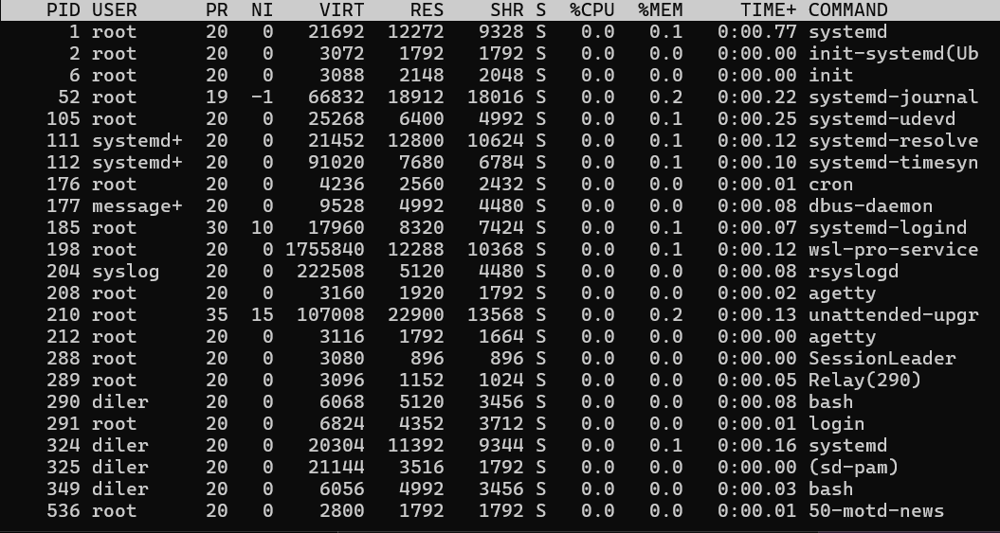 PID USER PR NI VIRT RES SHR S %CPU %MEM TIME+ COMMAND
1 root 20 0 21692 12272 9328 S 0.0 0.1 0:00.77 systemd
2 root 20 0 3072 1792 1792 S 0.0 0.0 0:00.00 init-systemd(Ub
6 root 20 0 3088 2148 2048 S 0.0 0.0 0:00.00 init
52 root 19 -1 66832 18912 18016 S 0.0 0.2 0:00.22 systemd-journal
105 root 20 0 25268 6400 4992 S 0.0 0.1 0:00.25 systemd-udevd
111 systemd+ 20 0 21452 12800 10624 S 0.0 0.1 0:00.12 systemd-resolve
112 systemd+ 20 0 91020 7680 6784 S 0.0 0.1 0:00.10 systemd-timesyn
176 root 20 0 4236 2560 2432 S 0.0 0.0 0:00.01 cron
177 message+ 20 0 9528 4992 4480 S 0.0 0.0 0:00.08 dbus-daemon
185 root 30 10 17960 8320 7424 S 0.0 0.1 0:00.07 systemd-logind
198 root 20 0 1755840 12288 10368 S 0.0 0.1 0:00.12 wsl-pro-service
204 syslog 20 0 222508 5120 4480 S 0.0 0.0 0:00.08 rsyslogd
208 root 20 0 3160 1920 1792 S 0.0 0.0 0:00.02 agetty
210 root 35 15 107008 22900 13568 S 0.0 0.2 0:00.13 unattended-upgr
212 root 20 0 3116 1792 1664 S 0.0 0.0 0:00.00 agetty
288 root 20 0 3080 896 896 S 0.0 0.0 0:00.00 SessionLeader
289 root 20 0 3096 1152 1024 S 0.0 0.0 0:00.05 Relay(290)
290 diler 20 0 6068 5120 3456 S 0.0 0.0 0:00.08 bash
291 root 20 0 6824 4352 3712 S 0.0 0.0 0:00.01 login
324 diler 20 0 20304 11392 9344 S 0.0 0.1 0:00.16 systemd
325 diler 20 0 21144 3516 1792 S 0.0 0.0 0:00.00 (sd-pam)
349 diler 20 0 6056 4992 3456 S 0.0 0.0 0:00.03 bash
536 root 20 0 2800 1792 1792 S 0.0 0.0 0:00.01 50-motd-news